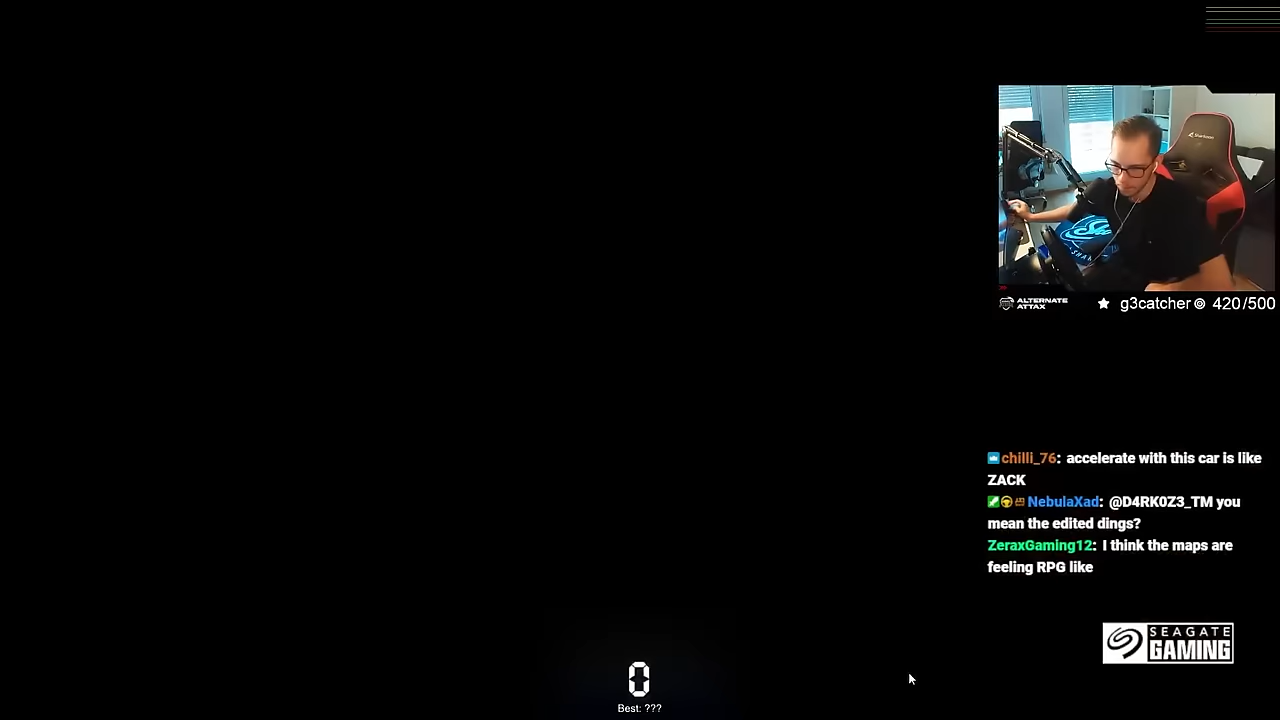 ALTERNATE
ATTAX
g3catcher 420/500
chilli_76: accelerate with this car is like
ZACK
NebulaXad: @D4RK0Z3_TM you
mean the edited dings?
ZeraxGaming12: I think the maps are
feeling RPG like
SEAGATE
GAMING
0
Best: ???